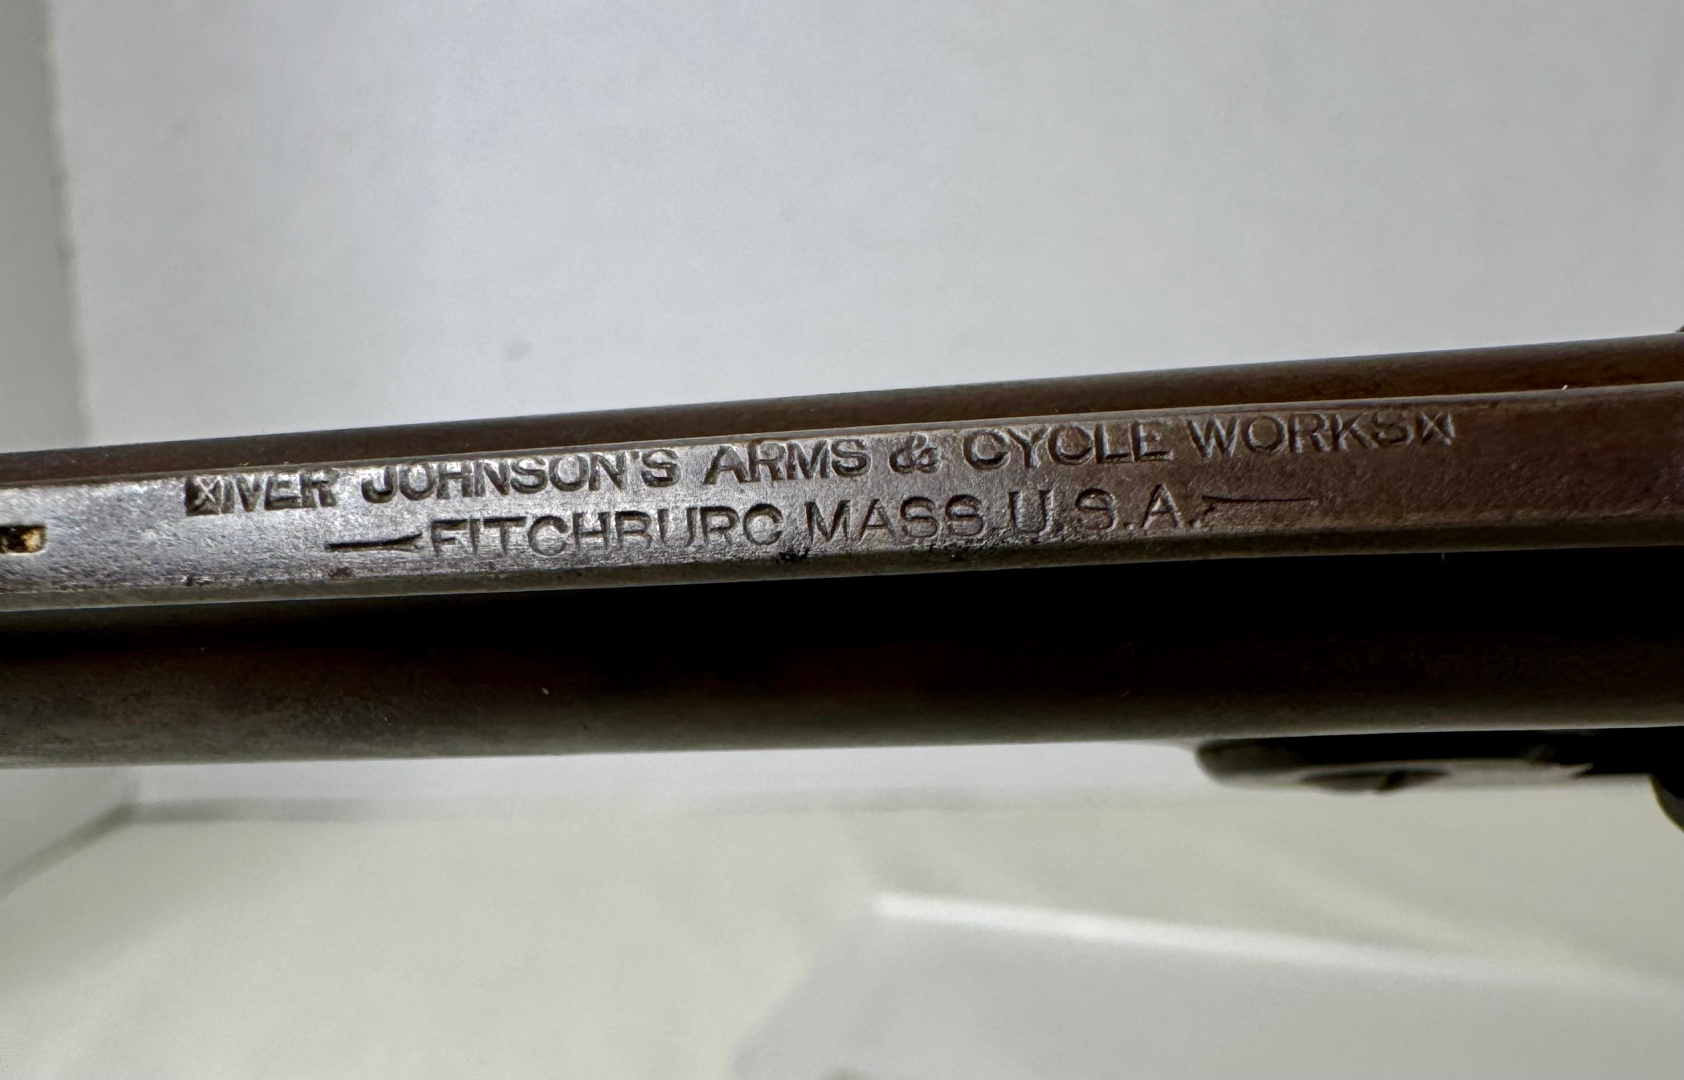 IVER JOHNSON'S ARMS & CYCLE WORKS
FITCHBURG MASS. U.S.A.